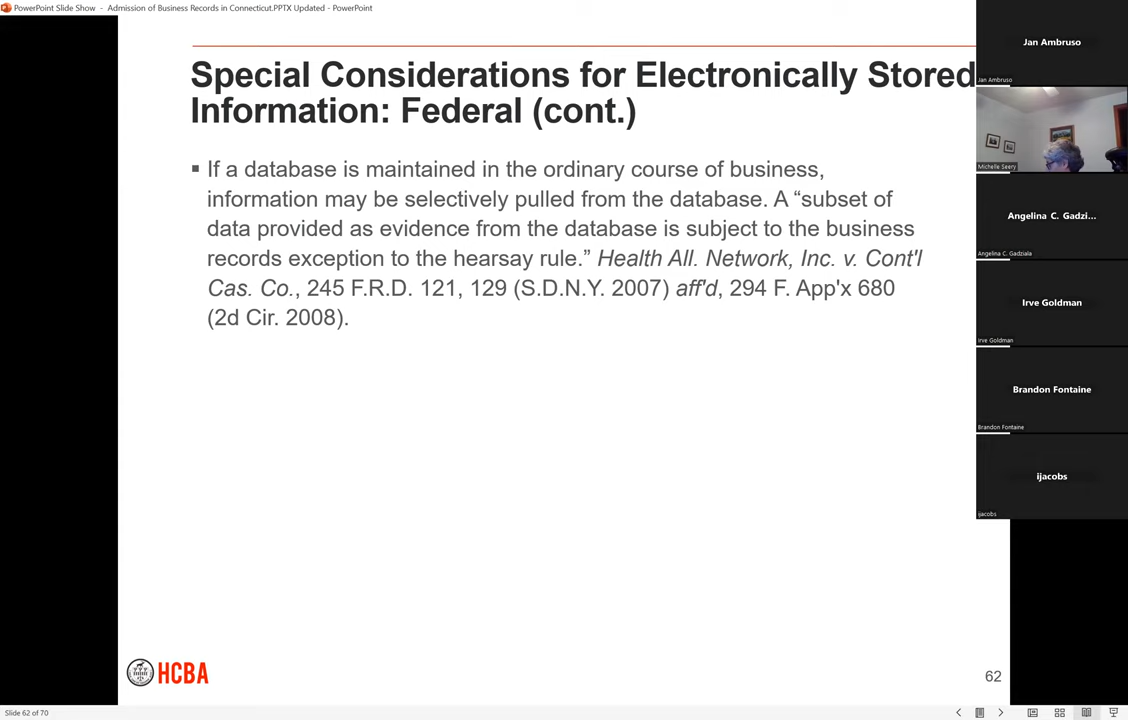 PowerPoint Slide Show - Admission of Business Records in Connecticut.PPTX Updated - PowerPoint
Special Considerations for Electronically Stored
Information: Federal (cont.)
▪ If a database is maintained in the ordinary course of business,
information may be selectively pulled from the database. A “subset of
data provided as evidence from the database is subject to the business
records exception to the hearsay rule.” Health All. Network, Inc. v. Cont'l
Cas. Co., 245 F.R.D. 121, 129 (S.D.N.Y. 2007) aff'd, 294 F. App'x 680
(2d Cir. 2008).
Jan Ambruso
Jan Ambruso
Michelle Seery
Angelina C. Gadzi...
Angelina C. Gadziala
Irve Goldman
Irve Goldman
Brandon Fontaine
Brandon Fontaine
ijacobs
ijacobs
HCBA
62
Slide 62 of 70